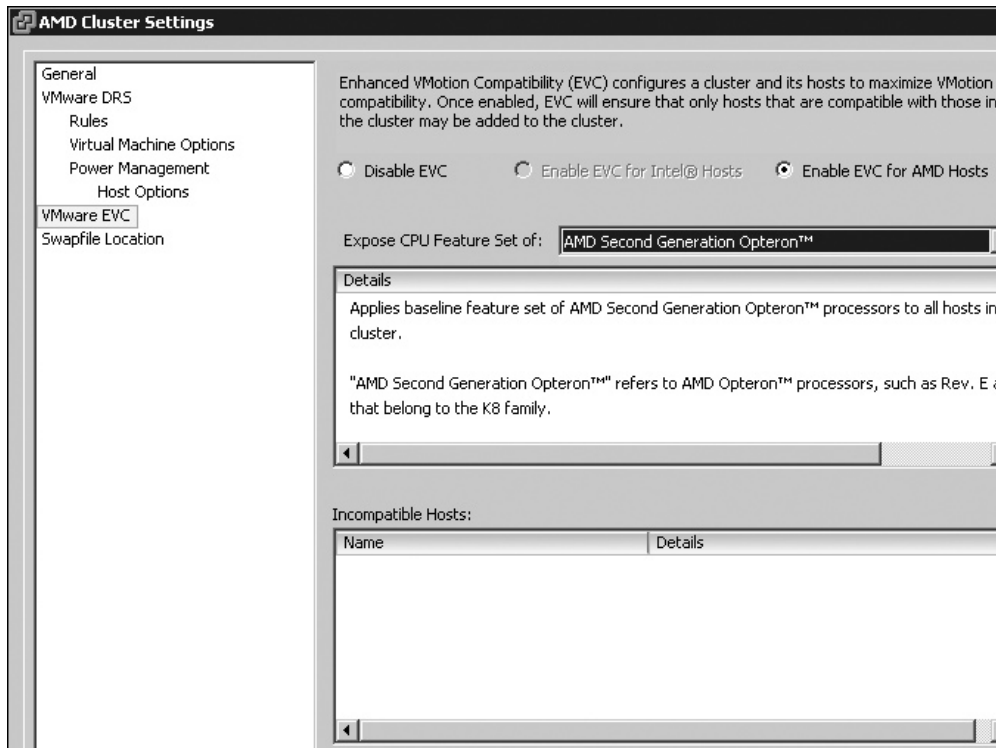 AMD Cluster Settings
General
VMware DRS
Rules
Virtual Machine Options
Power Management
Host Options
VMware EVC
Swapfile Location
Enhanced VMotion Compatibility (EVC) configures a cluster and its hosts to maximize VMotion
compatibility. Once enabled, EVC will ensure that only hosts that are compatible with those in
the cluster may be added to the cluster.
Disable EVC
Enable EVC for Intel® Hosts
Enable EVC for AMD Hosts
Expose CPU Feature Set of:
AMD Second Generation Opteron™
Details
Applies baseline feature set of AMD Second Generation Opteron™ processors to all hosts in
cluster.
"AMD Second Generation Opteron™" refers to AMD Opteron™ processors, such as Rev. E
that belong to the K8 family.
Incompatible Hosts:
Name
Details